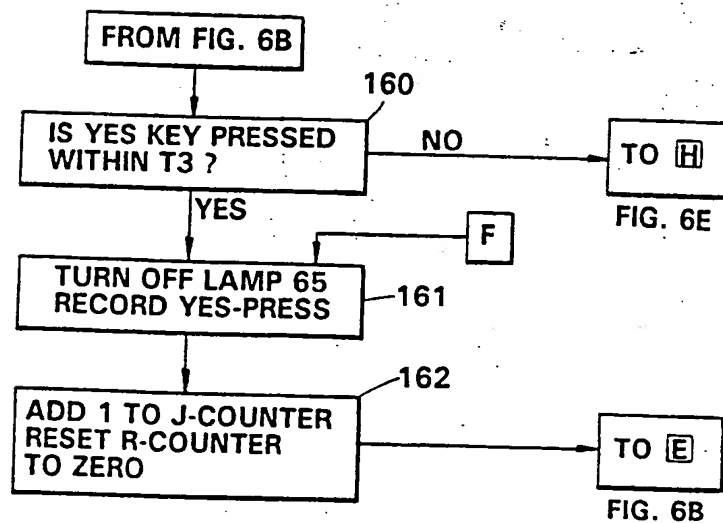 FROM FIG. 6B
160
IS YES KEY PRESSED
WITHIN T3 ?
NO
TO H
FIG. 6E
YES
F
TURN OFF LAMP 65
RECORD YES-PRESS
161
162
ADD 1 TO J-COUNTER
RESET R-COUNTER
TO ZERO
TO E
FIG. 6B